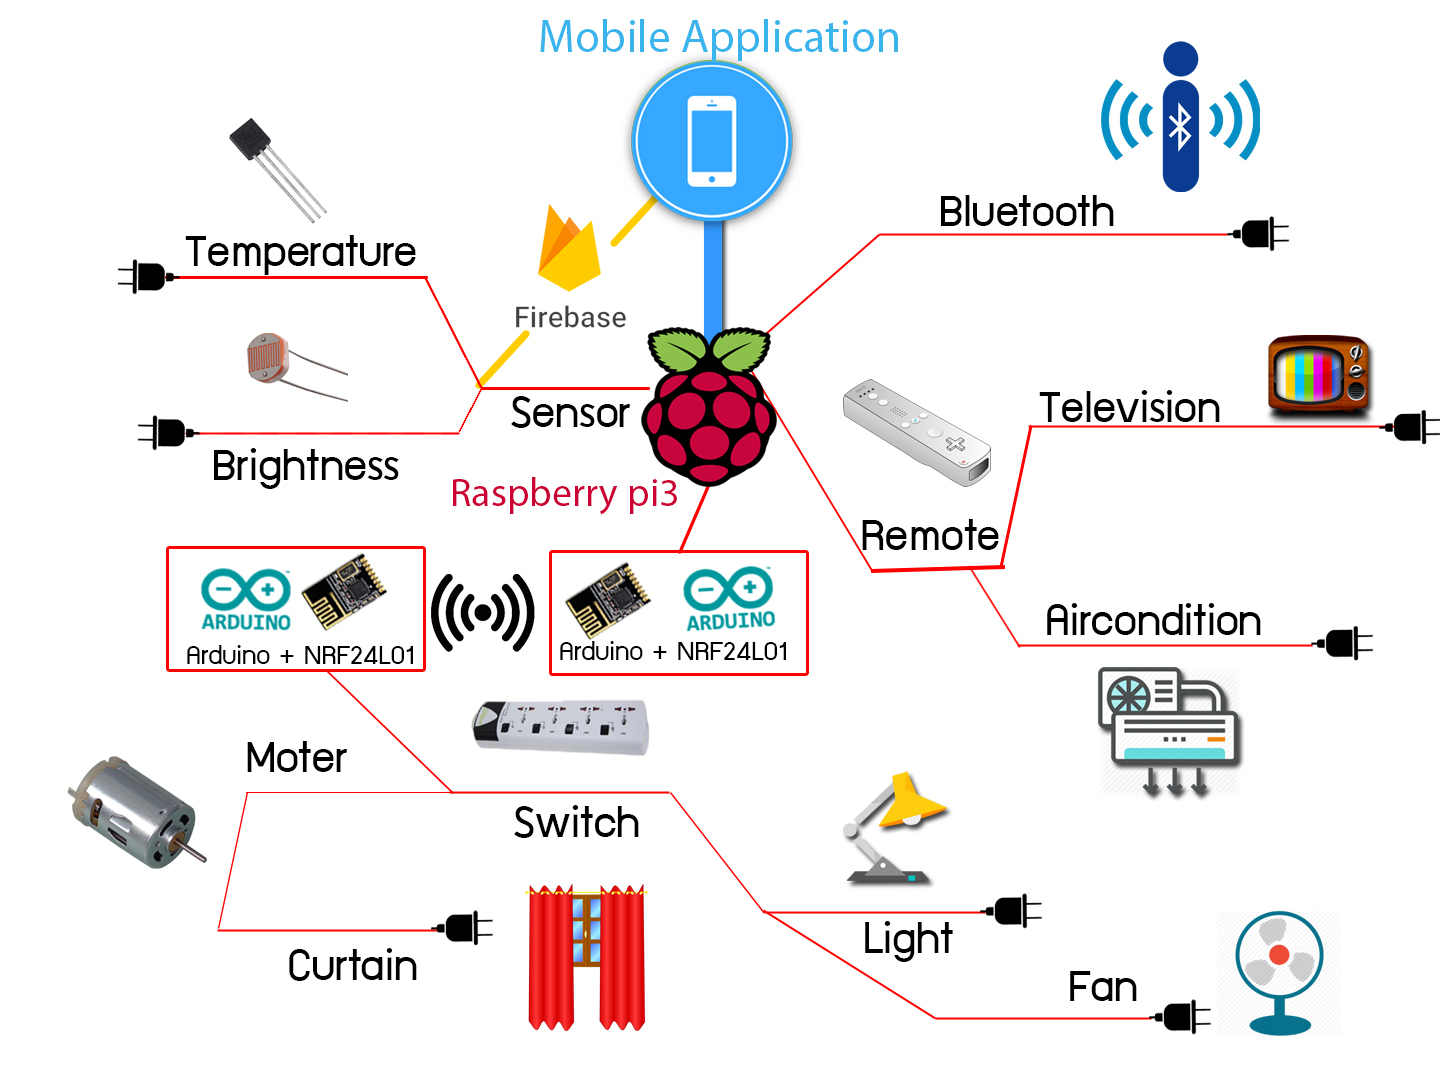 Mobile Application
Bluetooth
Temperature
Firebase
Sensor
Television
Brightness
Raspberry pi3
Remote
ARDUINO
Arduino + NRF24L01
ARDUINO
Arduino + NRF24L01
Aircondition
Moter
Switch
Light
Curtain
Fan